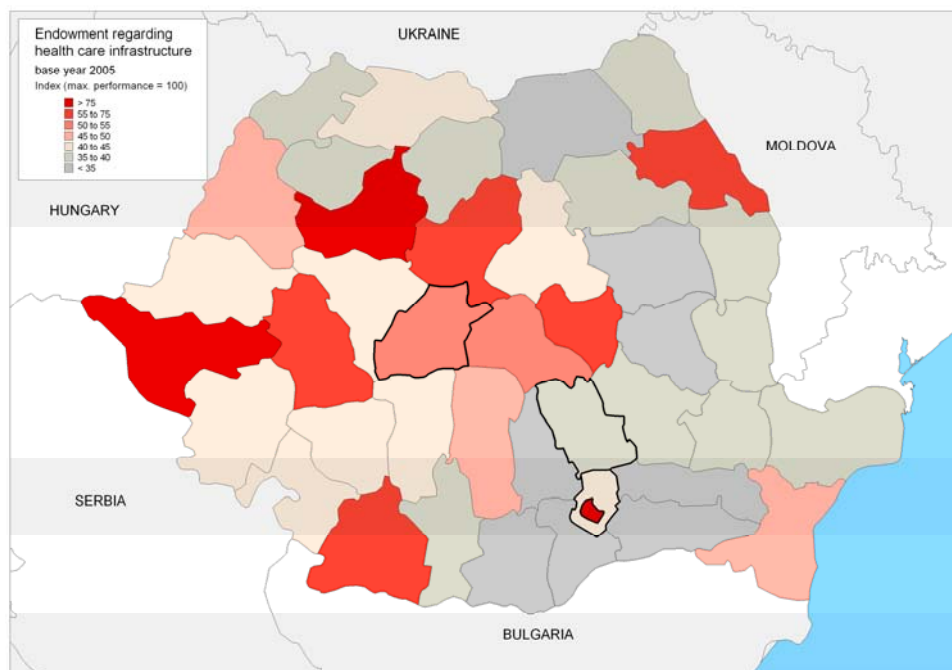 Endowment regarding
health care infrastructure
base year 2005
Index (max. performance = 100)
> 75
55 to 75
50 to 55
45 to 50
40 to 45
35 to 40
< 35
UKRAINE
MOLDOVA
HUNGARY
SERBIA
BULGARIA